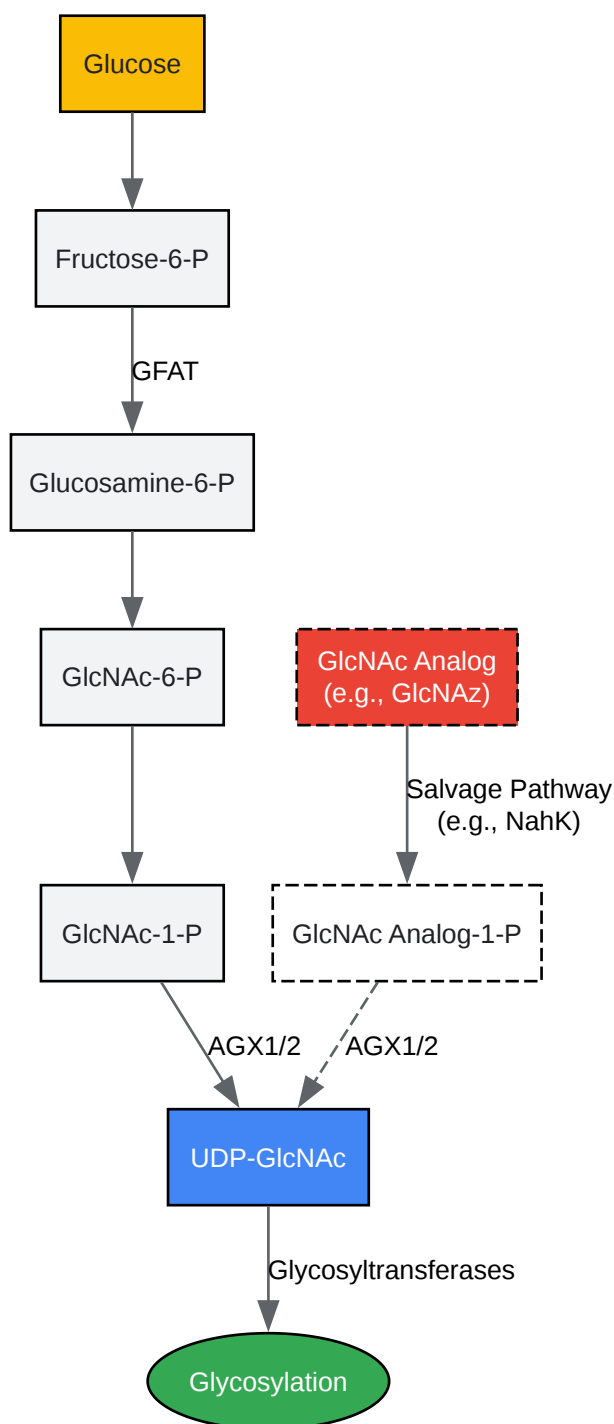 Glucose
Fructose-6-P
GFAT
Glucosamine-6-P
GlcNAc-6-P
GlcNAc Analog
(e.g., GlcNAz)
Salvage Pathway
(e.g., NahK)
GlcNAc-1-P
GlcNAc Analog-1-P
AGX1/2
AGX1/2
UDP-GlcNAc
Glycosyltransferases
Glycosylation